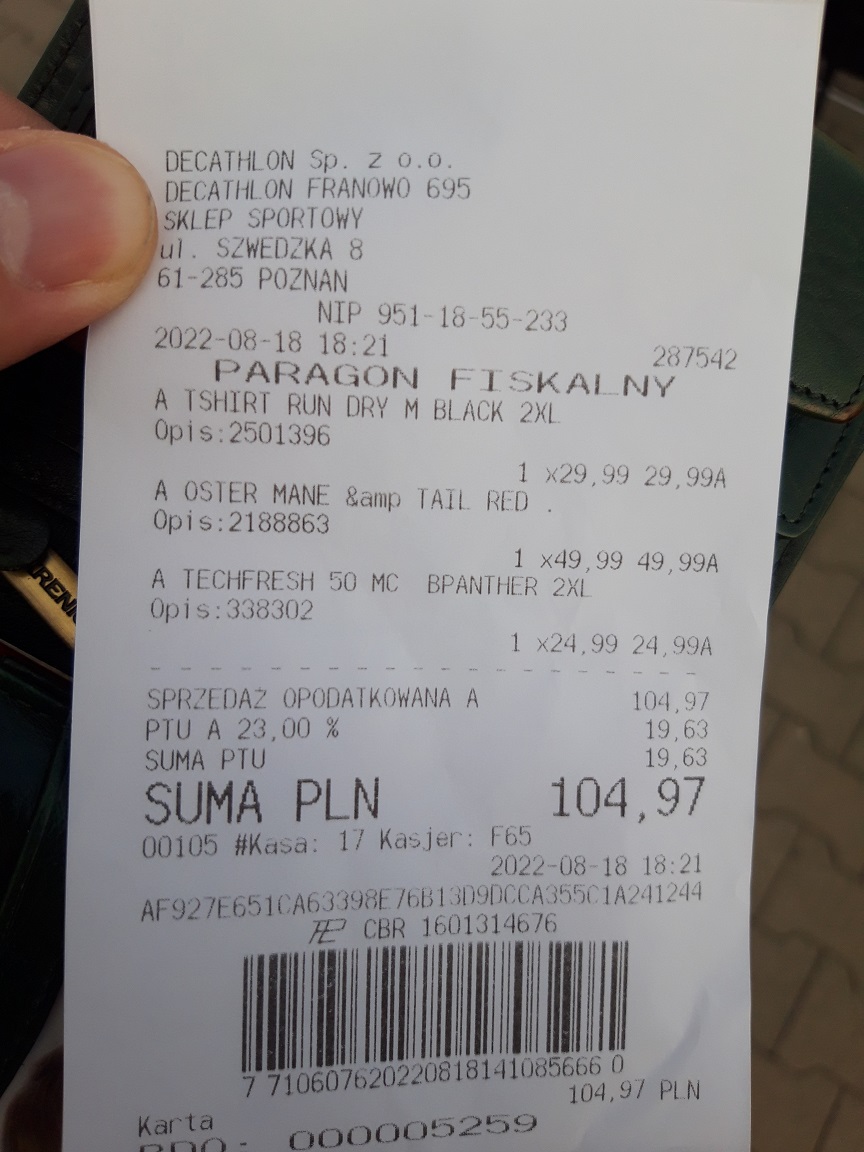 DECATHLON Sp. z o.o.
DECATHLON FRANOWO 695
SKLEP SPORTOWY
ul. SZWEDZKA 8
61-285 POZNAN
NIP 951-18-55-233
2022-08-18 18:21 287542
PARAGON FISKALNY
A TSHIRT RUN DRY M BLACK 2XL
Opis:2501396
1 x29,99 29,99A
A OSTER MANE &amp TAIL RED .
Opis:2188863
1 x49,99 49,99A
A TECHFRESH 50 MC BPANTHER 2XL
Opis:338302
1 x24,99 24,99A
SPRZEDAŻ OPODATKOWANA A 104,97
PTU A 23,00 % 19,63
SUMA PTU 19,63
SUMA PLN 104,97
00105 #Kasa: 17 Kasjer: F65
2022-08-18 18:21
AF927E651CA63398E76B13D9DCCA355C1A241244
CBR 1601314676
7 710607620220818141085666 0
104,97 PLN
Karta
000005259